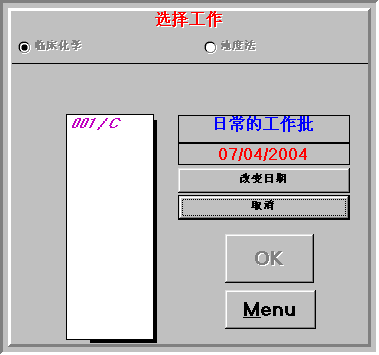 选择工作
临床化学 浊度法
001/C
日常的工作批
07/04/2004
改变日期
取消
OK
Menu